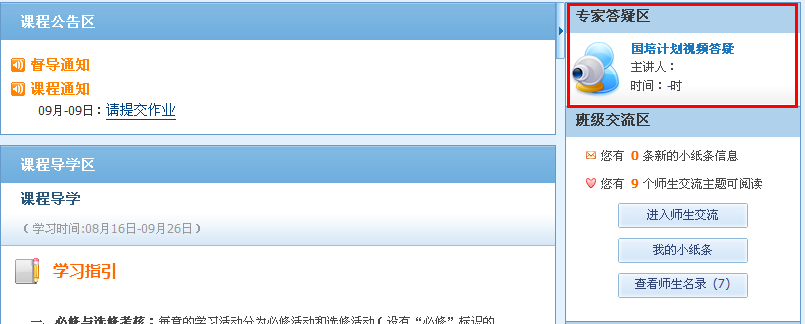 课程公告区
督导通知
课程通知
09月-09日：请提交作业
课程导学区
课程导学
（学习时间:08月16日-09月26日）
学习指引
一、必修与选修考核：每章的学习活动分为必修活动和选修活动（设有“必修”标识的
专家答疑区
国培计划视频答疑
主讲人：
时间：-时
班级交流区
您有 0 条新的小纸条信息
您有 9 个师生交流主题可阅读
进入师生交流
我的小纸条
查看师生名录（7）